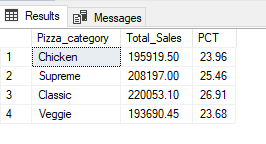 Results Messages
Pizza_category Total_Sales PCT
1 Chicken 195919.50 23.96
2 Supreme 208197.00 25.46
3 Classic 220053.10 26.91
4 Veggie 193690.45 23.68